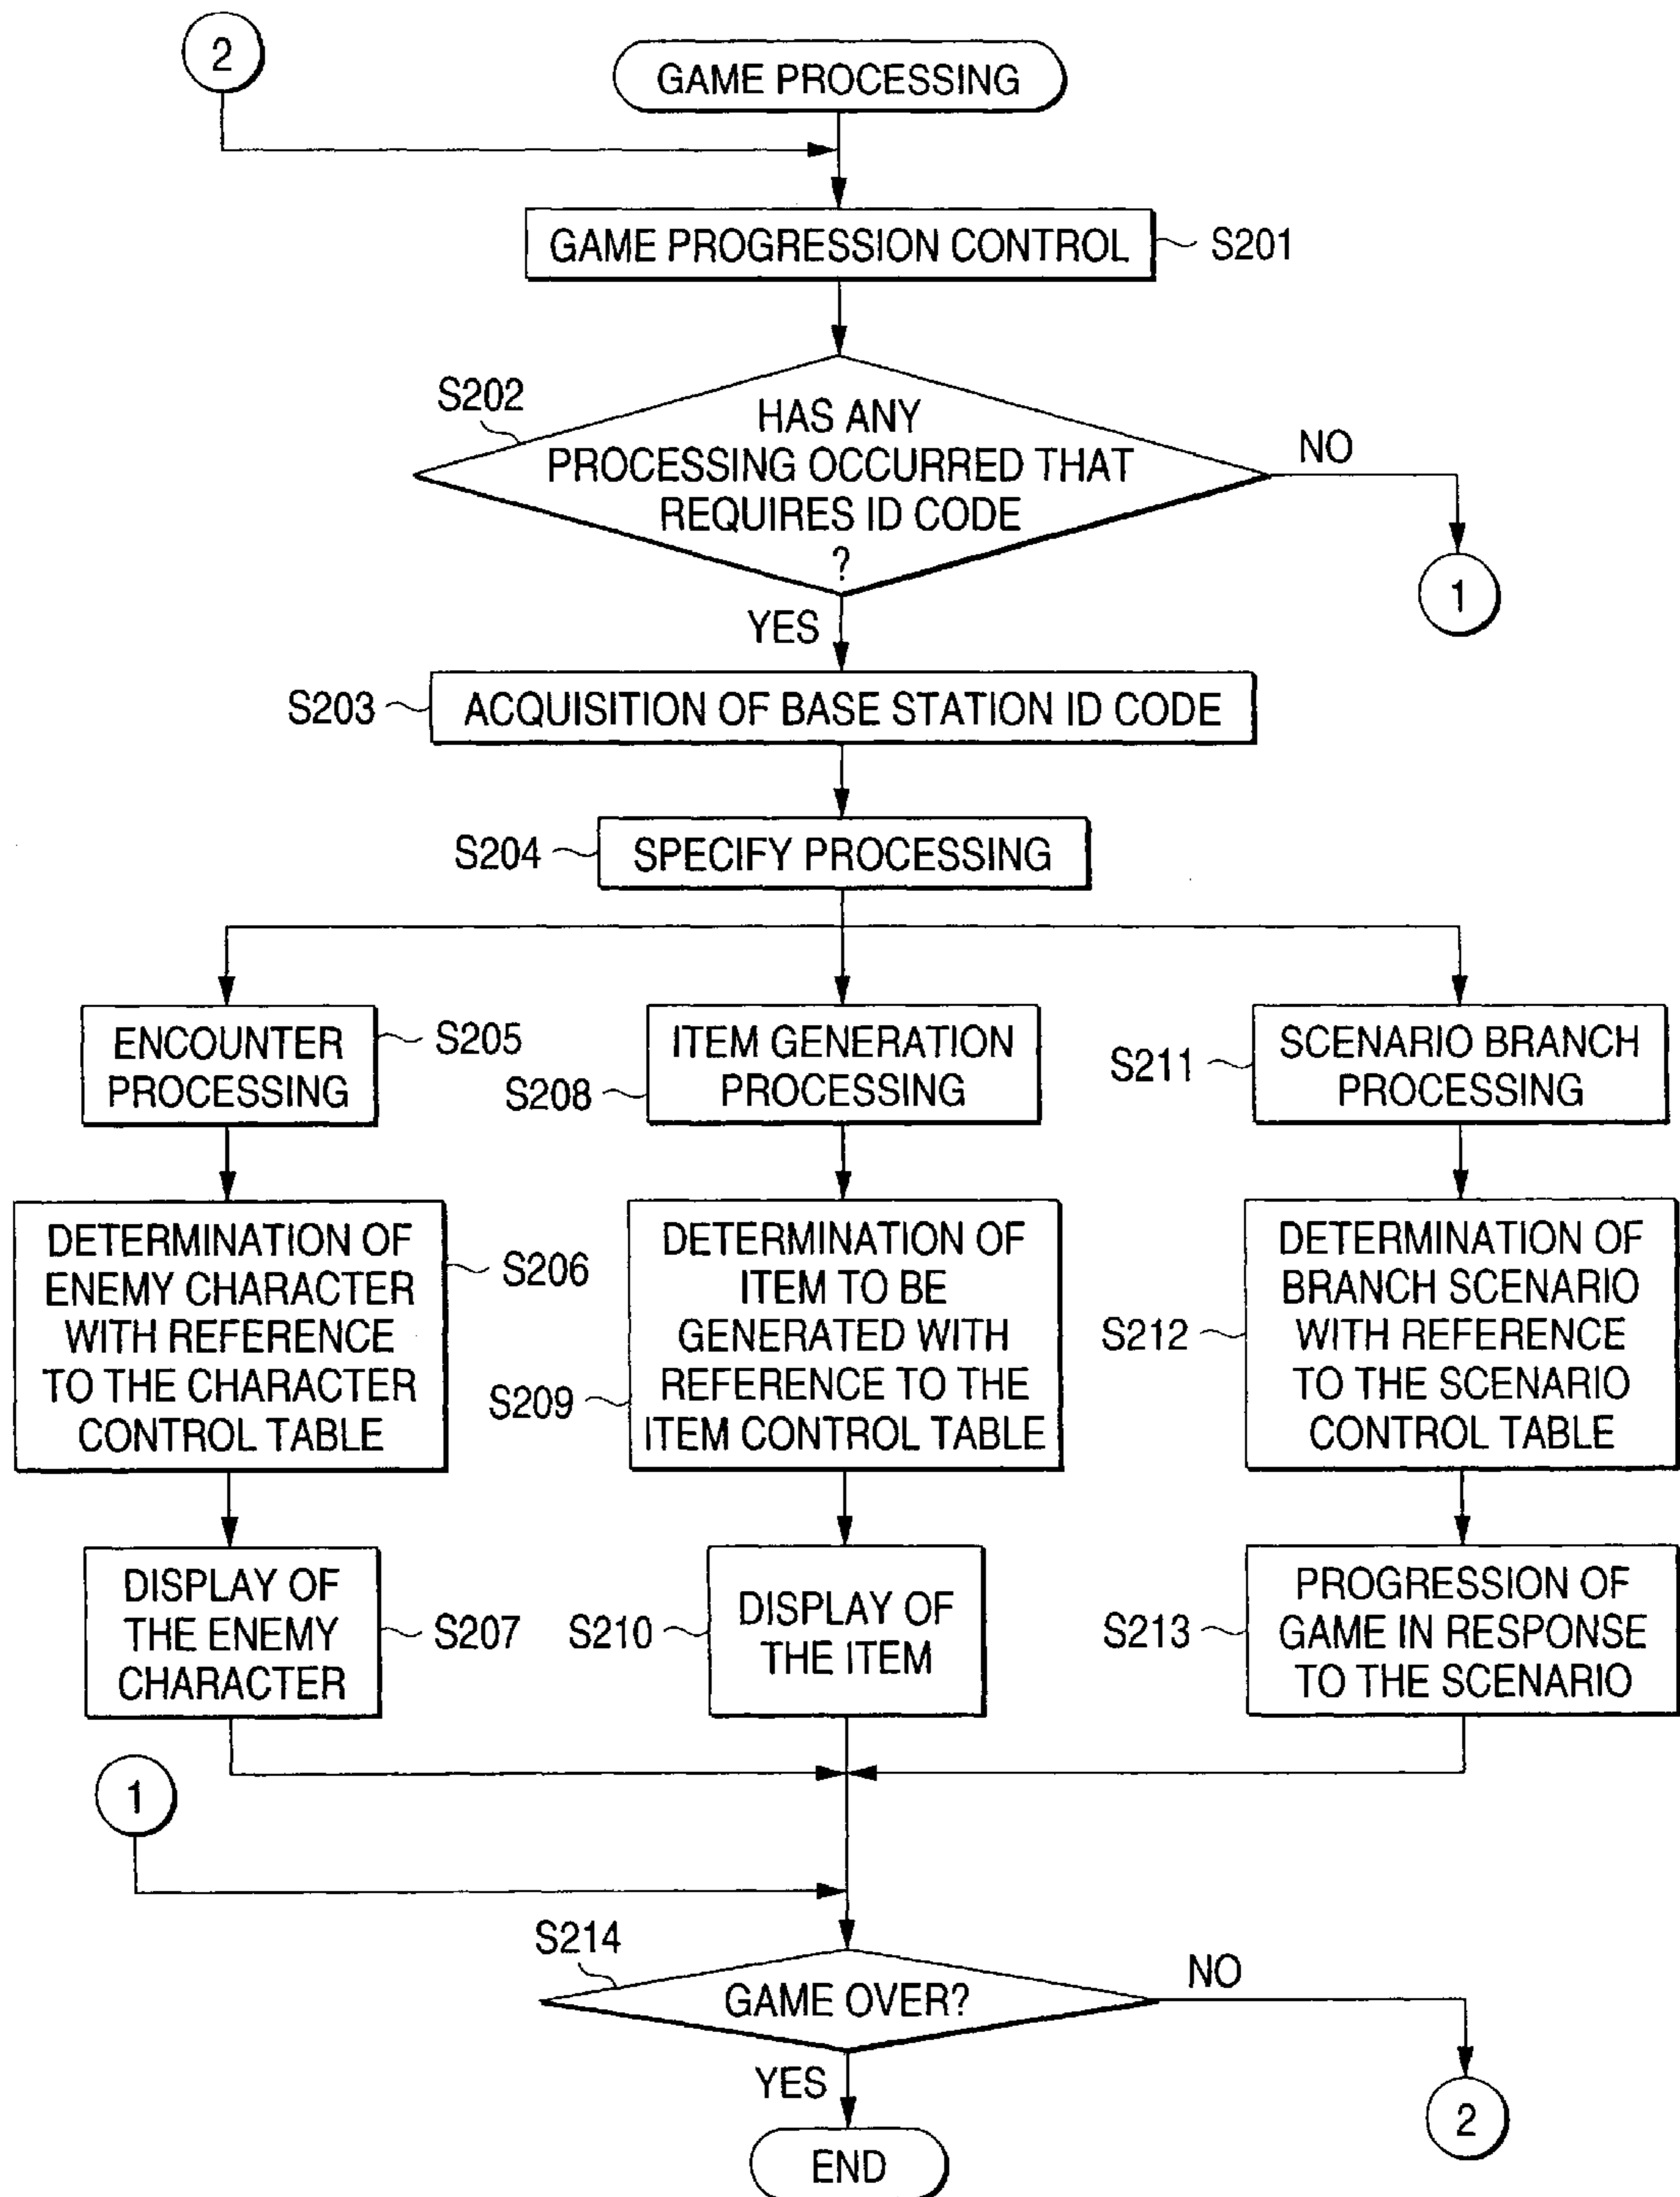 2
GAME PROCESSING
GAME PROGRESSION CONTROL
S201
S202
HAS ANY
PROCESSING OCCURRED THAT
REQUIRES ID CODE
?
NO
1
YES
S203
ACQUISITION OF BASE STATION ID CODE
S204
SPECIFY PROCESSING
ENCOUNTER
PROCESSING
S205
S208
ITEM GENERATION
PROCESSING
S211
SCENARIO BRANCH
PROCESSING
DETERMINATION OF
ENEMY CHARACTER
WITH REFERENCE
TO THE CHARACTER
CONTROL TABLE
S206
S209
DETERMINATION OF
ITEM TO BE
GENERATED WITH
REFERENCE TO THE
ITEM CONTROL TABLE
S212
DETERMINATION OF
BRANCH SCENARIO
WITH REFERENCE
TO THE SCENARIO
CONTROL TABLE
DISPLAY OF
THE ENEMY
CHARACTER
S207
S210
DISPLAY OF
THE ITEM
S213
PROGRESSION OF
GAME IN RESPONSE
TO THE SCENARIO
1
S214
GAME OVER?
NO
YES
2
END